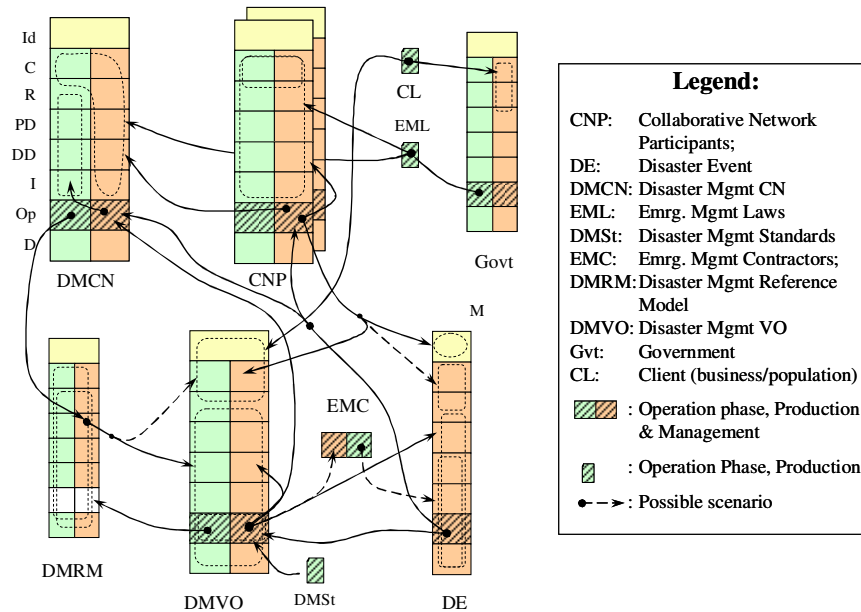 Id
C
R
PD
DD
I
Op
D
DMCN
CNP
CL
EML
Govt
M
DMRM
DMVO
EMC
DMSt
DE
Legend:
CNP: Collaborative Network
Participants;
DE: Disaster Event
DMCN: Disaster Mgmt CN
EML: Emrg. Mgmt Laws
DMSt: Disaster Mgmt Standards
EMC: Emrg. Mgmt Contractors;
DMRM: Disaster Mgmt Reference
Model
DMVO: Disaster Mgmt VO
Gvt: Government
CL: Client (business/population)
: Operation phase, Production
& Management
: Operation Phase, Production
: Possible scenario